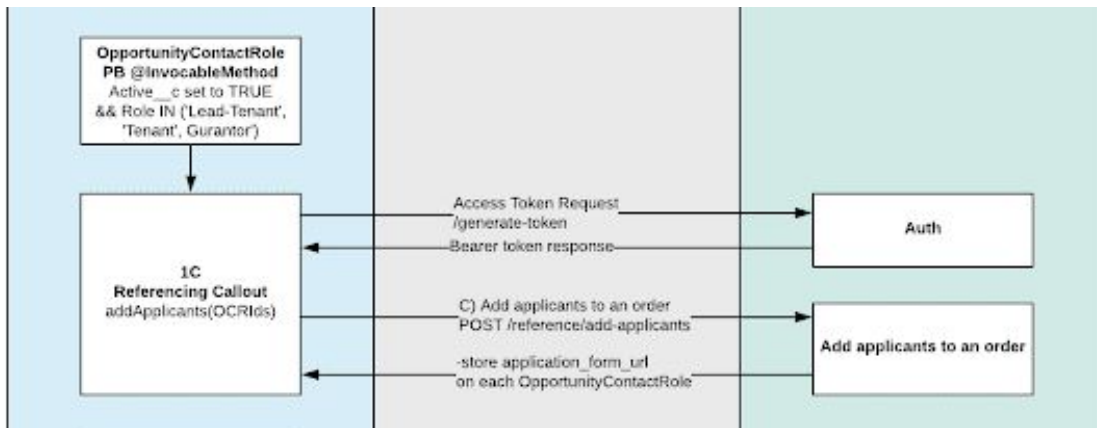 OpportunityContactRole
PB @InvocableMethod
Active__c set to TRUE
&& Role IN ('Lead-Tenant',
'Tenant', Gurantor')
Access Token Request
/generate-token
Auth
Bearer token response
1C
Referencing Callout
addApplicants(OCRIds)
C) Add applicants to an order
POST /reference/add-applicants
Add applicants to an order
-store application_form_url
on each OpportunityContactRole